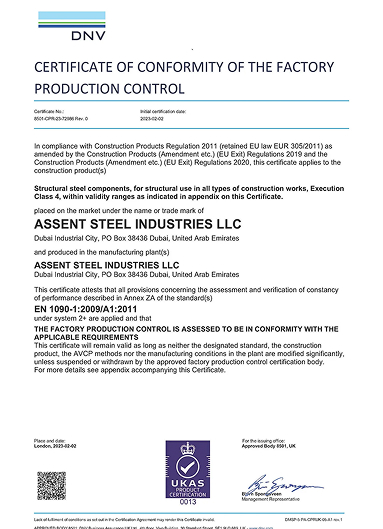 DNV
CERTIFICATE OF CONFORMITY OF THE FACTORY
PRODUCTION CONTROL
Certificate No.:
8501-CPR-23-72986 Rev. 0
Initial certification date:
2023-02-02
In compliance with Construction Products Regulation 2011 (retained EU law EUR 305/2011) as
amended by the Construction Products (Amendment etc.) (EU Exit) Regulations 2019 and the
Construction Products (Amendment etc.) (EU Exit) Regulations 2020, this certificate applies to the
construction product(s)
Structural steel components, for structural use in all types of construction works, Execution
Class 4, within validity ranges as indicated in appendix on this Certificate.
placed on the market under the name or trade mark of
ASSENT STEEL INDUSTRIES LLC
Dubai Industrial City, PO Box 38436 Dubai, United Arab Emirates
and produced in the manufacturing plant(s)
ASSENT STEEL INDUSTRIES LLC
Dubai Industrial City, PO Box 38436 Dubai, United Arab Emirates
This certificate attests that all provisions concerning the assessment and verification of constancy
of performance described in Annex ZA of the standard(s)
EN 1090-1:2009/A1:2011
under system 2+ are applied and that
THE FACTORY PRODUCTION CONTROL IS ASSESSED TO BE IN CONFORMITY WITH THE
APPLICABLE REQUIREMENTS
This certificate will remain valid as long as neither the designated standard, the construction
product, the AVCP methods nor the manufacturing conditions in the plant are modified significantly,
unless suspended or withdrawn by the approved factory production control certification body.
For more details see appendix accompanying this Certificate.
Place and date:
London, 2023-02-02
For the issuing office:
Approved Body 8501, UK
UKAS
PRODUCT
CERTIFICATION
0013
Bjørn Spongsveen
Management Representative
Lack of fulfilment of conditions as set out in the Certification Agreement may render this Certificate invalid.